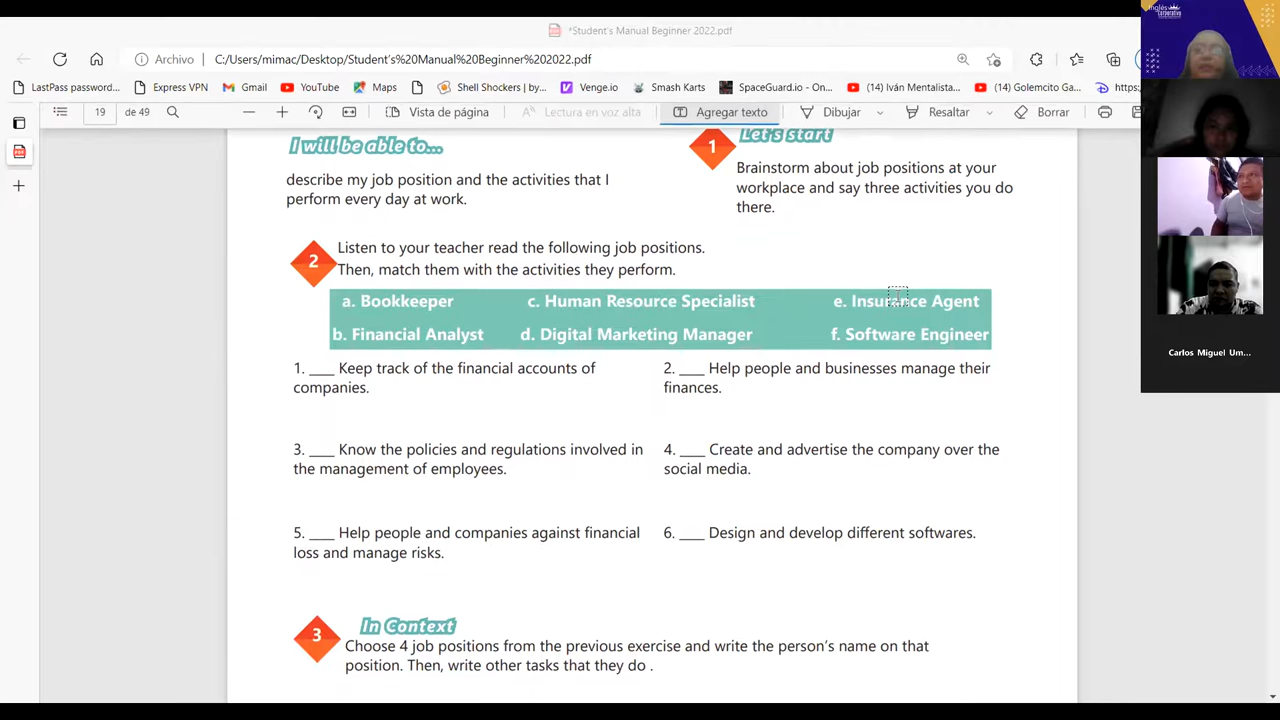 *Student's Manual Beginner 2022.pdf
Archivo
C:/Users/mimac/Desktop/Student's%20Manual%20Beginner%202022.pdf
LastPass password...
Express VPN
Gmail
YouTube
Maps
Shell Shockers | by...
Venge.io
Smash Karts
SpaceGuard.io - On...
(14) Iván Mentalista...
(14) Golemcito Ga...
https:
19
de 49
Vista de página
Lectura en voz alta
Agregar texto
Dibujar
Resaltar
Borrar
I will be able to...
describe my job position and the activities that I
perform every day at work.
1
Let's start
Brainstorm about job positions at your
workplace and say three activities you do
there.
2
Listen to your teacher read the following job positions.
Then, match them with the activities they perform.
a. Bookkeeper
c. Human Resource Specialist
e. Insurance Agent
b. Financial Analyst
d. Digital Marketing Manager
f. Software Engineer
1. ___ Keep track of the financial accounts of
companies.
2. ___ Help people and businesses manage their
finances.
3. ___ Know the policies and regulations involved in
the management of employees.
4. ___ Create and advertise the company over the
social media.
5. ___ Help people and companies against financial
loss and manage risks.
6. ___ Design and develop different softwares.
3
In Context
Choose 4 job positions from the previous exercise and write the person's name on that
position. Then, write other tasks that they do .
Inglés
corporativo
Carlos Miguel Um...